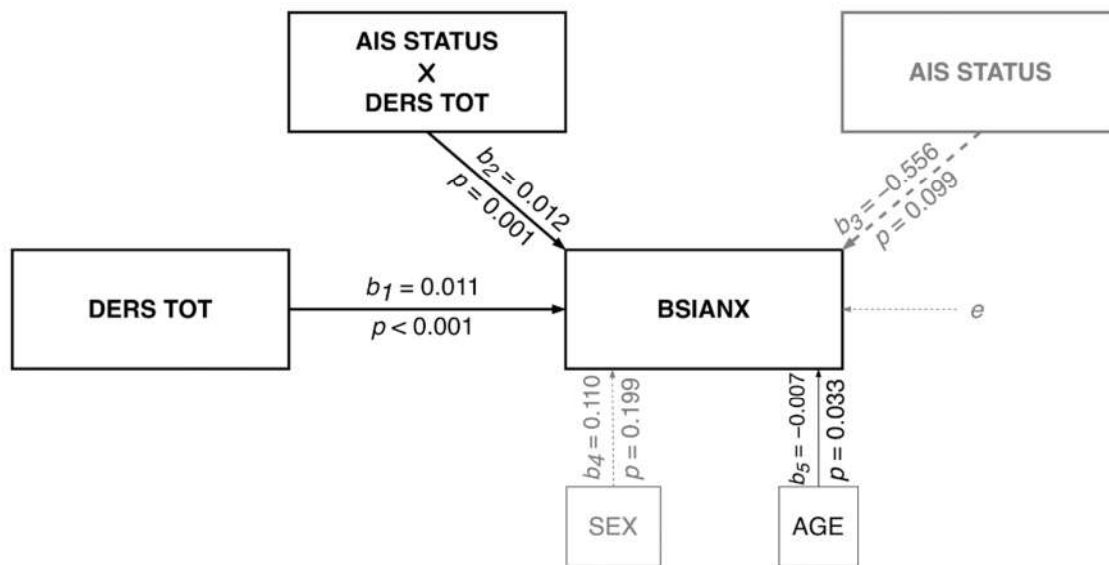 AIS STATUS
X
DERS TOT
AIS STATUS
b2 = 0.012
p = 0.001
b3 = −0.556
p = 0.099
DERS TOT
b1 = 0.011
p < 0.001
BSIANX
e
b4 = 0.110
p = 0.199
b5 = −0.007
p = 0.033
SEX
AGE